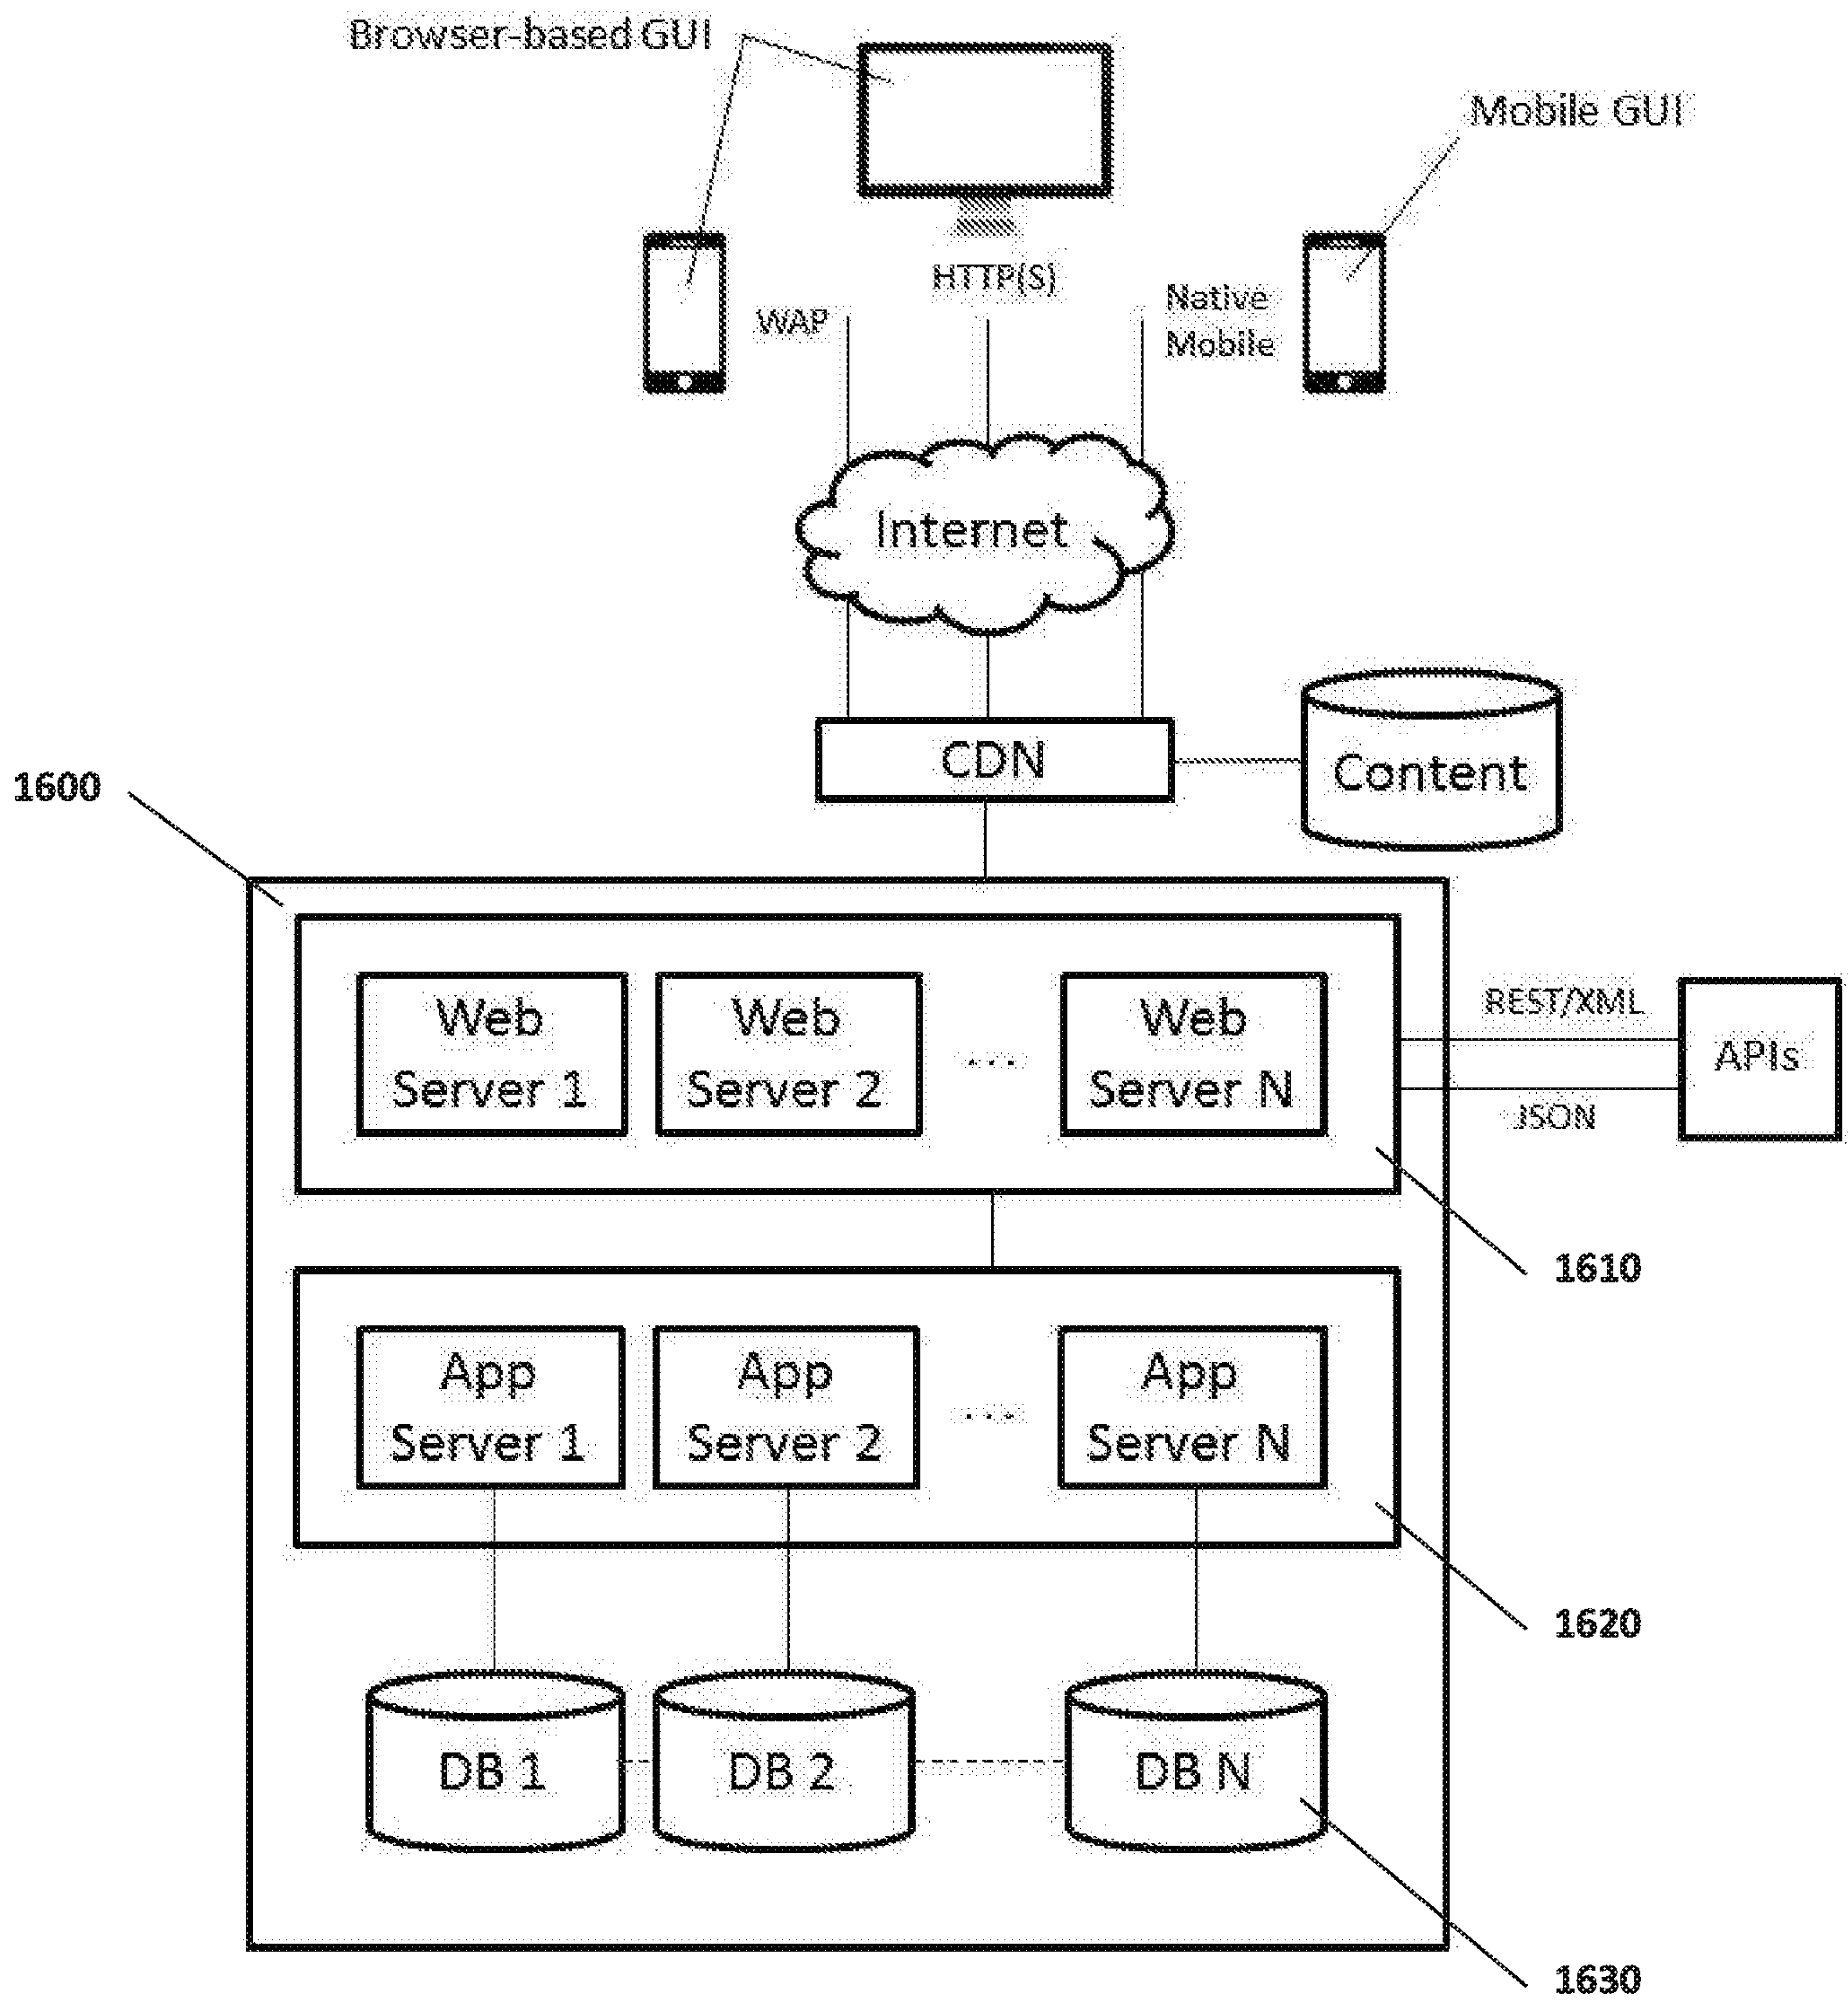 Browser-based GUI
Mobile GUI
HTTP(S)
WAP
Native
Mobile
Internet
CDN
Content
1600
Web
Server 1
Web
Server 2
....
Web
Server N
REST/XML
JSON
APIs
1610
App
Server 1
App
Server 2
....
App
Server N
1620
DB 1
DB 2
DB N
1630